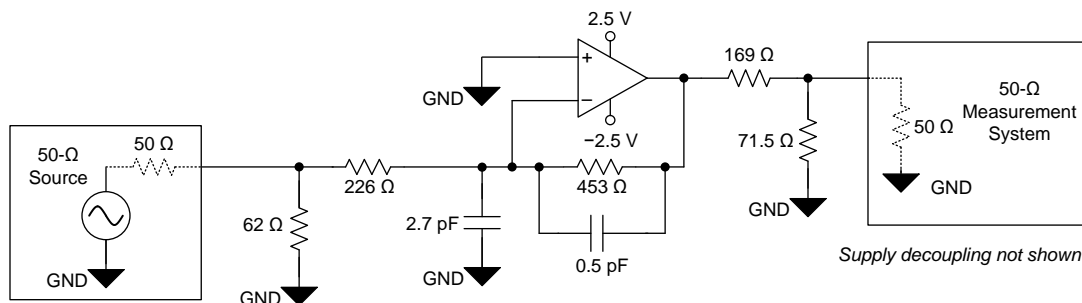 2.5 V
+
−
GND
−2.5 V
169 Ω
71.5 Ω
GND
50-Ω
Measurement
System
50 Ω
GND
Supply decoupling not shown
50-Ω
Source
50 Ω
GND
62 Ω
GND
226 Ω
2.7 pF
GND
453 Ω
0.5 pF